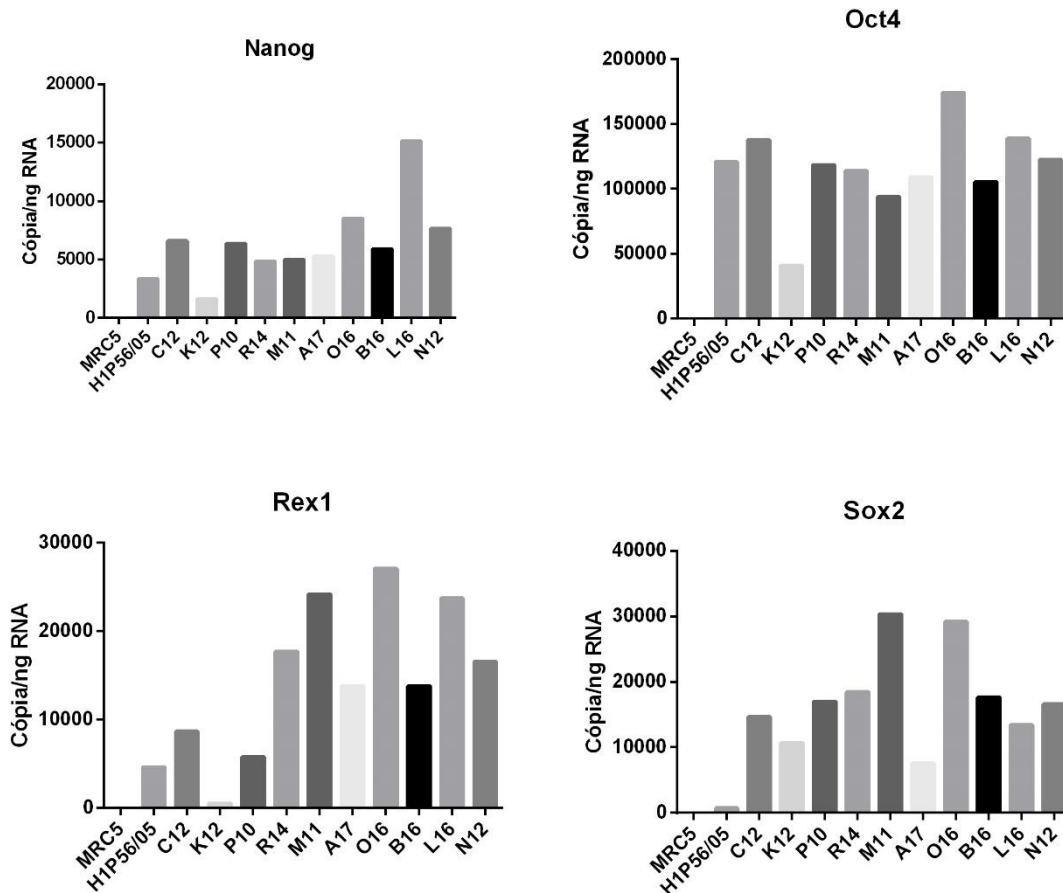 Nanog
Cópia/ng RNA
20000
15000
10000
5000
0
MRC5
H1P56/05
C12
K12
P10
R14
M11
A17
O16
B16
L16
N12
Oct4
Cópia/ng RNA
200000
150000
100000
50000
0
MRC5
H1P56/05
C12
K12
P10
R14
M11
A17
O16
B16
L16
N12
Rex1
Cópia/ng RNA
30000
20000
10000
0
MRC5
H1P56/05
C12
K12
P10
R14
M11
A17
O16
B16
L16
N12
Sox2
Cópia/ng RNA
40000
30000
20000
10000
0
MRC5
H1P56/05
C12
K12
P10
R14
M11
A17
O16
B16
L16
N12